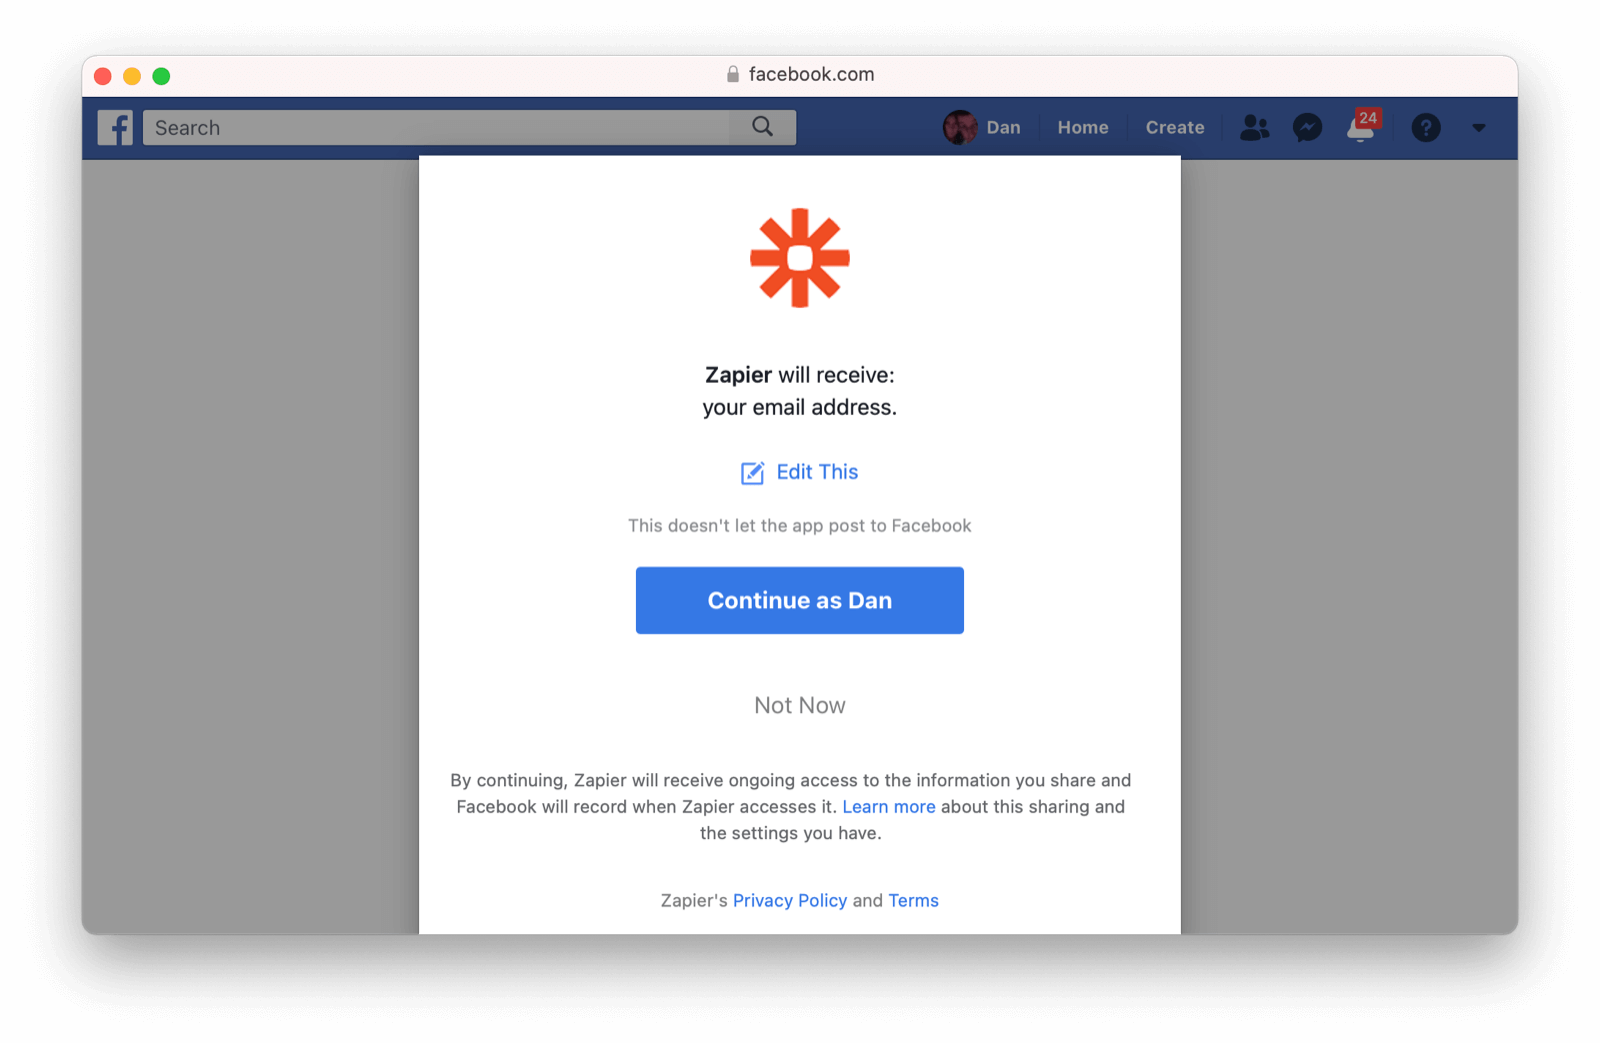 facebook.com
Search
Dan
Home
Create
24
?
Zapier will receive:
your email address.
Edit This
This doesn't let the app post to Facebook
Continue as Dan
Not Now
By continuing, Zapier will receive ongoing access to the information you share and
Facebook will record when Zapier accesses it. Learn more about this sharing and
the settings you have.
Zapier's Privacy Policy and Terms